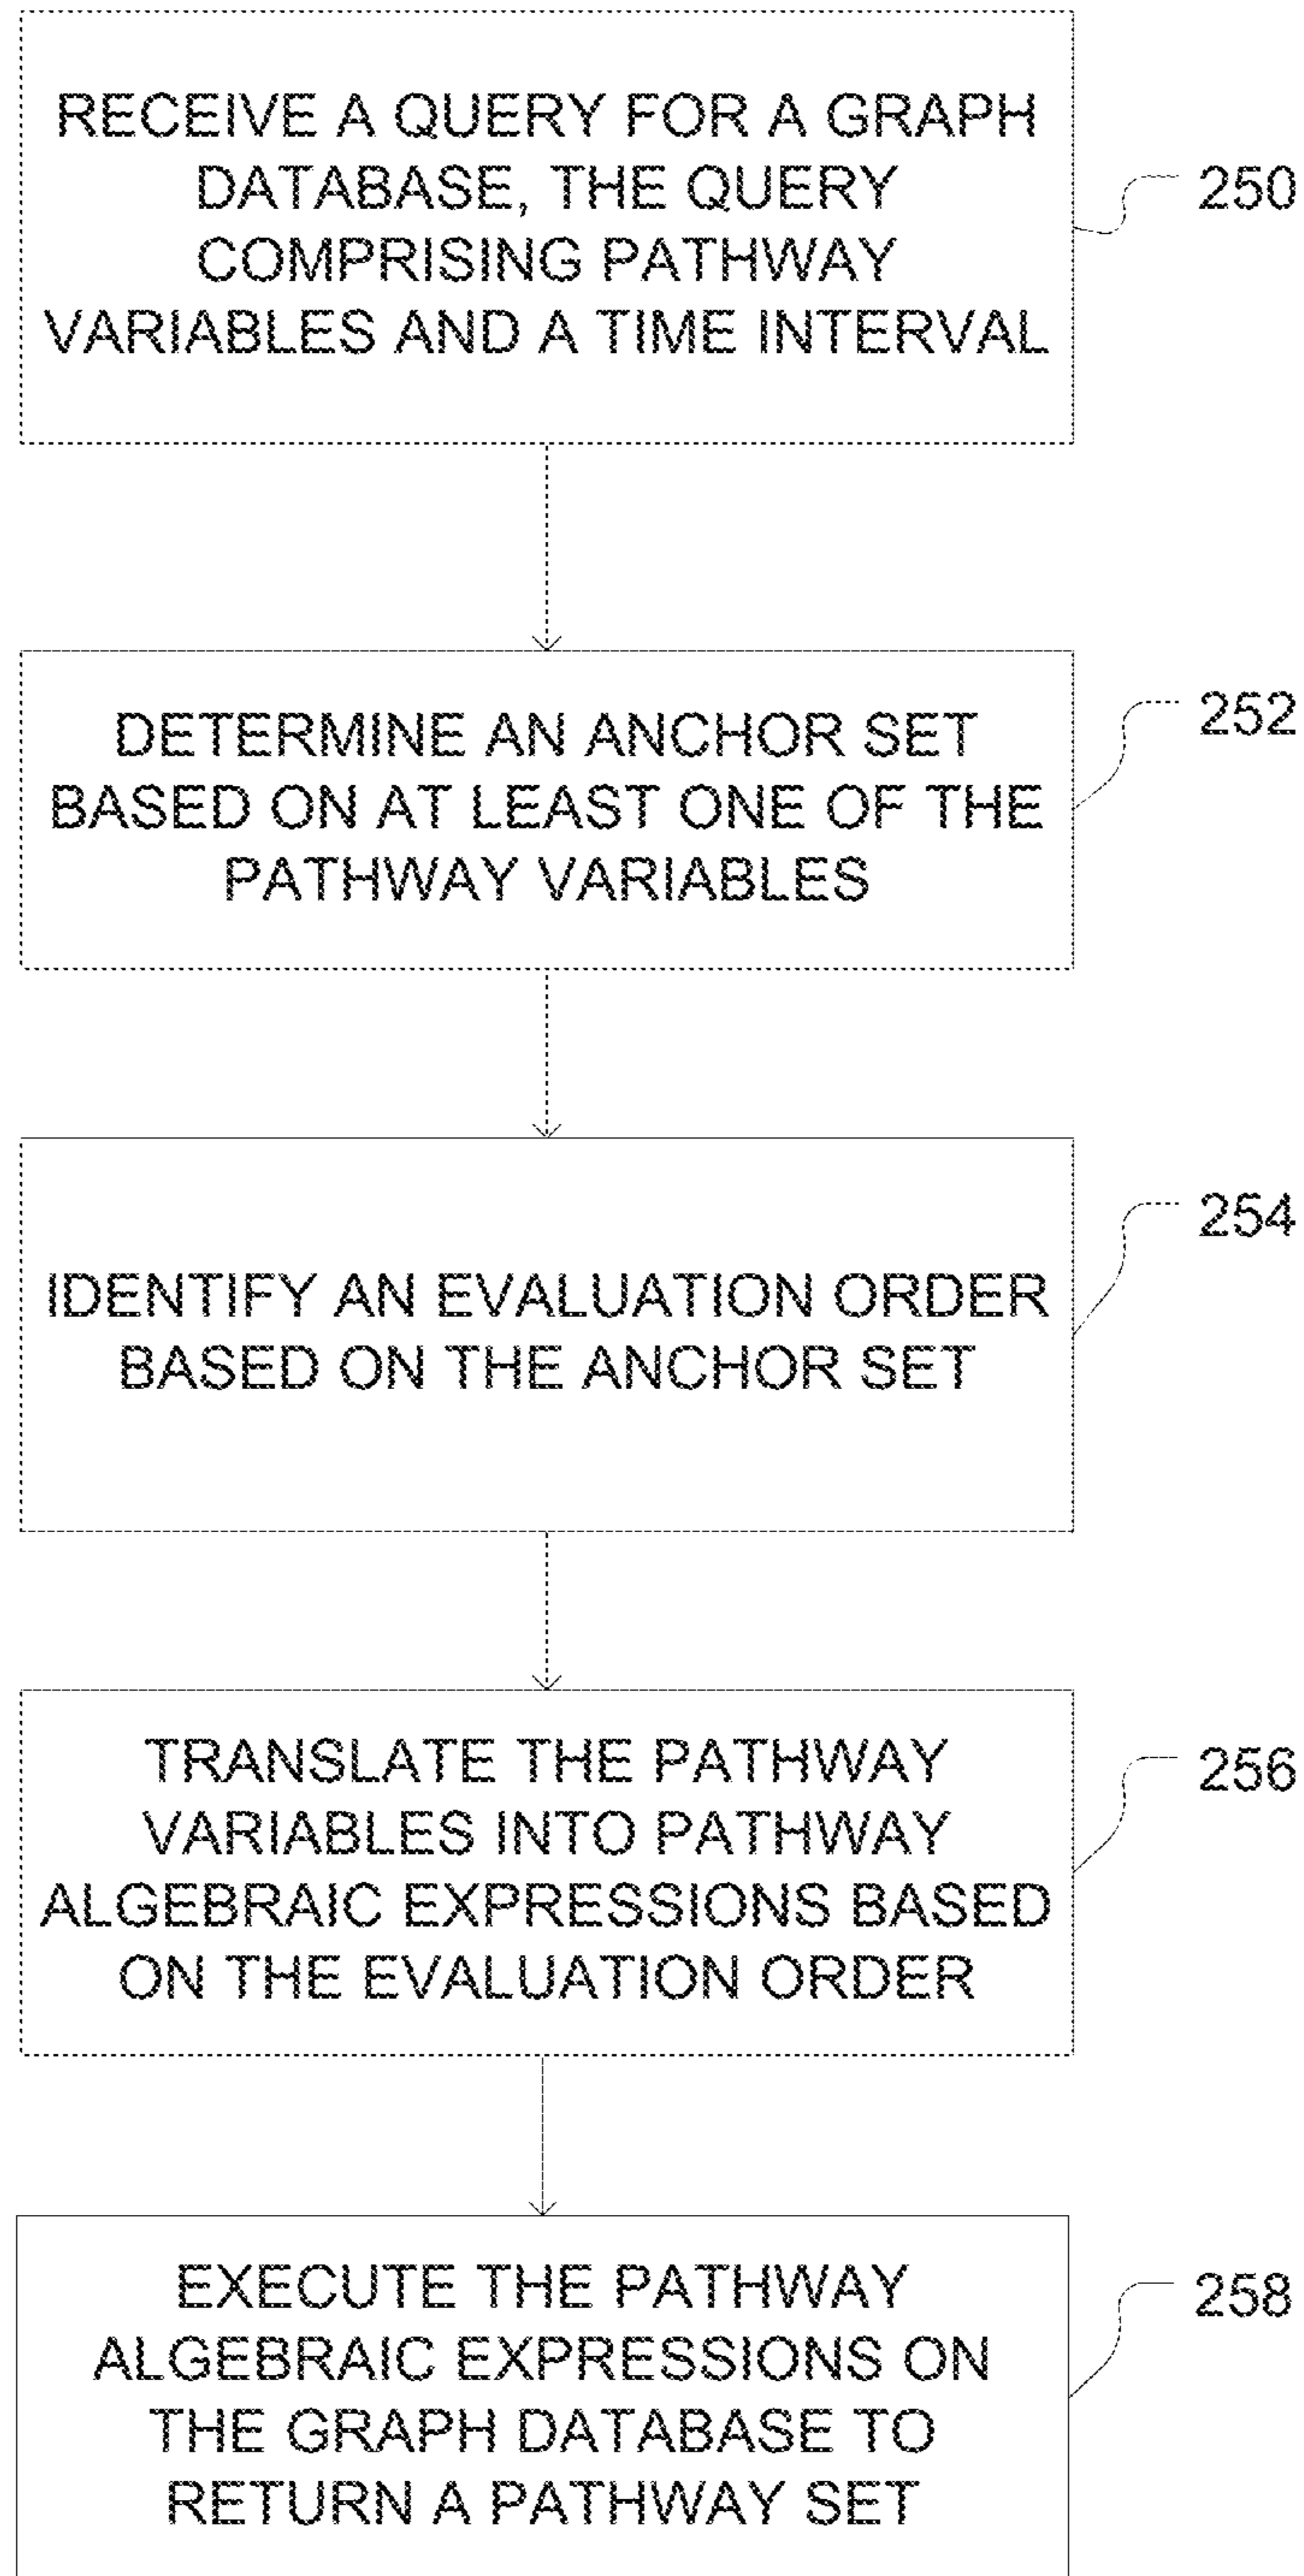 RECEIVE A QUERY FOR A GRAPH
DATABASE, THE QUERY
COMPRISING PATHWAY
VARIABLES AND A TIME INTERVAL
250
DETERMINE AN ANCHOR SET
BASED ON AT LEAST ONE OF THE
PATHWAY VARIABLES
252
IDENTIFY AN EVALUATION ORDER
BASED ON THE ANCHOR SET
254
TRANSLATE THE PATHWAY
VARIABLES INTO PATHWAY
ALGEBRAIC EXPRESSIONS BASED
ON THE EVALUATION ORDER
256
EXECUTE THE PATHWAY
ALGEBRAIC EXPRESSIONS ON
THE GRAPH DATABASE TO
RETURN A PATHWAY SET
258